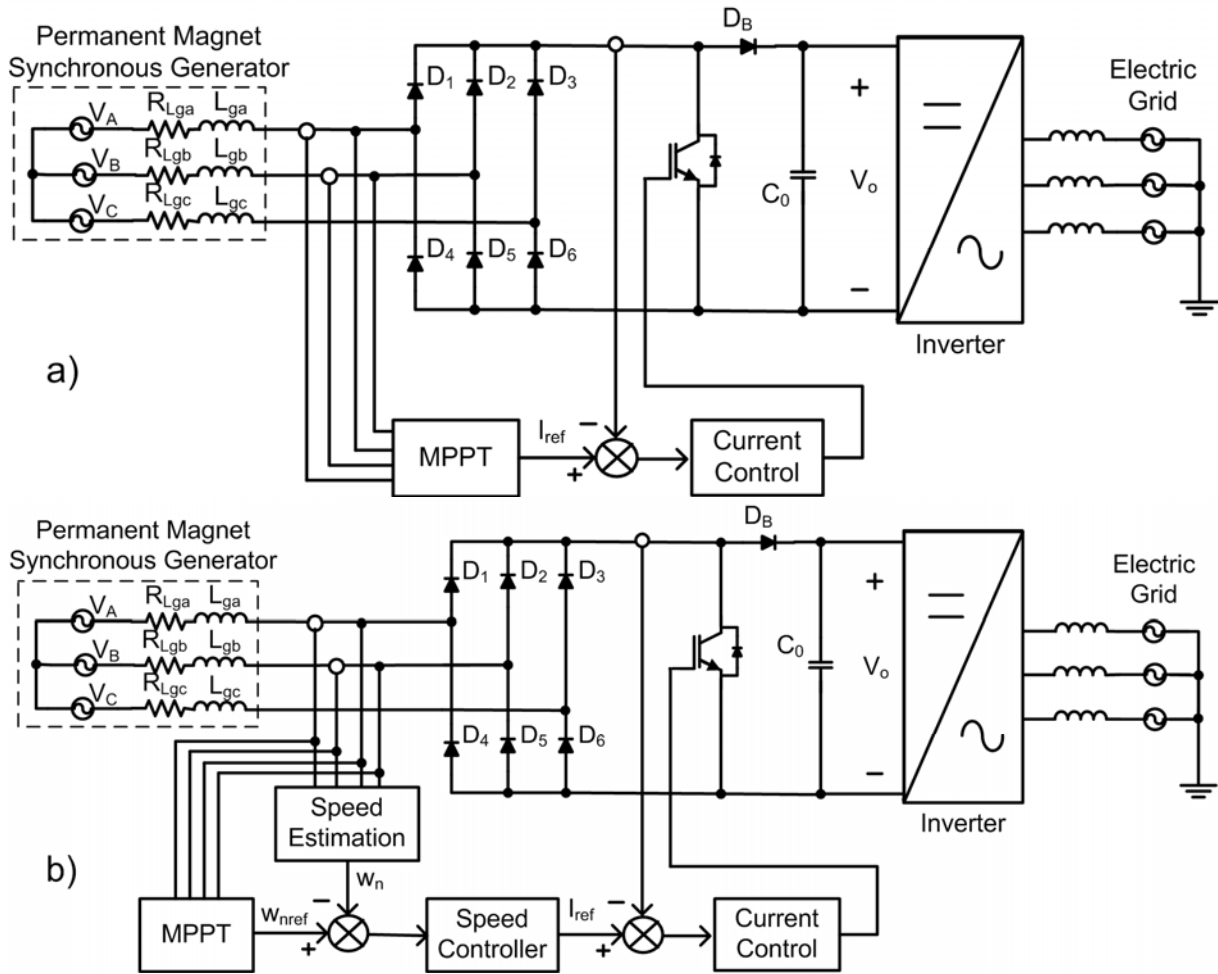 Permanent Magnet
Synchronous Generator
V_A
R_Lga
L_ga
V_B
R_Lgb
L_gb
V_C
R_Lgc
L_gc
D_1
D_2
D_3
D_4
D_5
D_6
D_B
C_0
+
V_o
−
Inverter
Electric
Grid
a)
MPPT
I_ref
−
+
Current
Control
Permanent Magnet
Synchronous Generator
V_A
R_Lga
L_ga
V_B
R_Lgb
L_gb
V_C
R_Lgc
L_gc
D_1
D_2
D_3
D_4
D_5
D_6
D_B
C_0
+
V_o
−
Inverter
Electric
Grid
Speed
Estimation
b)
w_n
MPPT
w_nref
−
+
Speed
Controller
I_ref
−
+
Current
Control